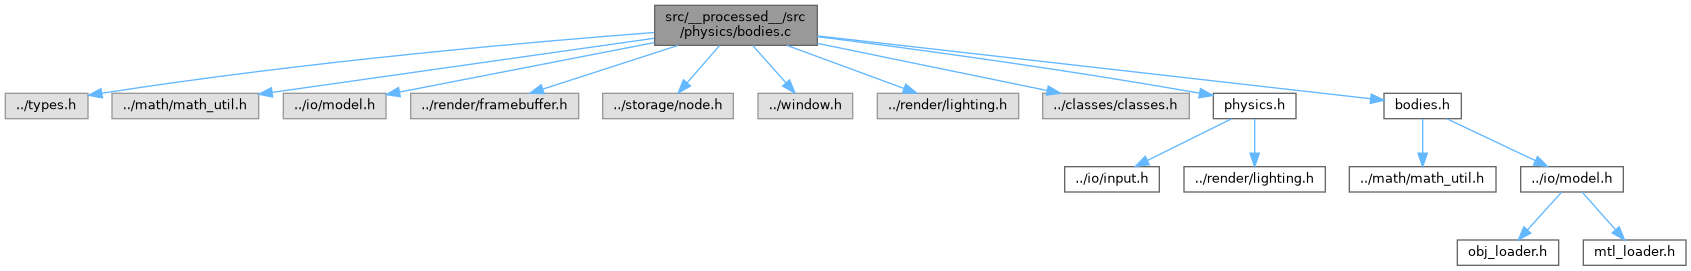 src/__processed__/src
/physics/bodies.c
../types.h
../math/math_util.h
../io/model.h
../render/framebuffer.h
../storage/node.h
../window.h
../render/lighting.h
../classes/classes.h
physics.h
bodies.h
../io/input.h
../render/lighting.h
../math/math_util.h
../io/model.h
obj_loader.h
mtl_loader.h